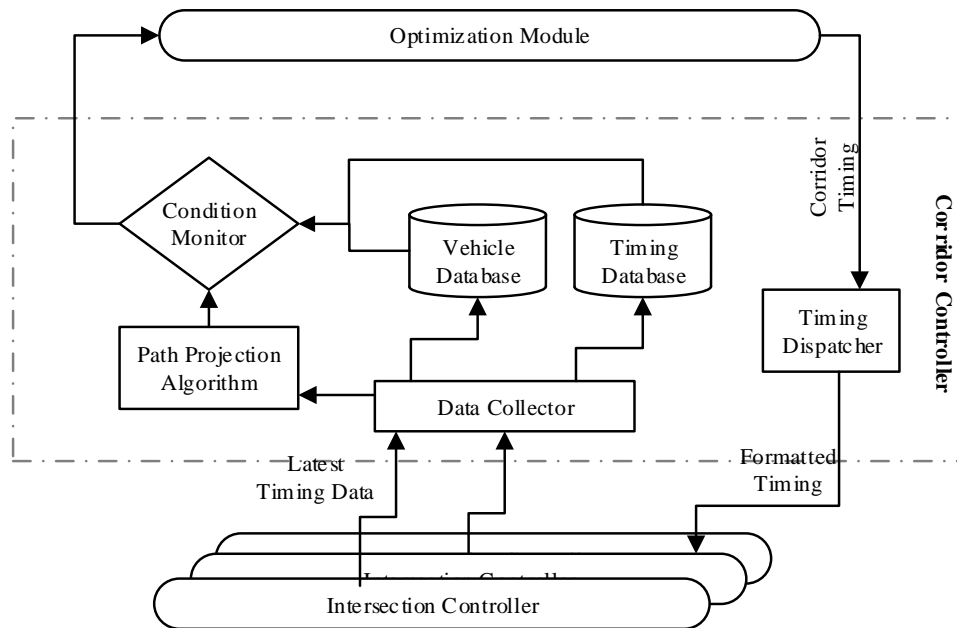 Optimization Module
Corridor
Timing
Corridor Controller
Condition
Monitor
Vehicle
Database
Timing
Database
Timing
Dispatcher
Path Projection
Algorithm
Data Collector
Latest
Timing Data
Formatted
Timing
Intersection Controller